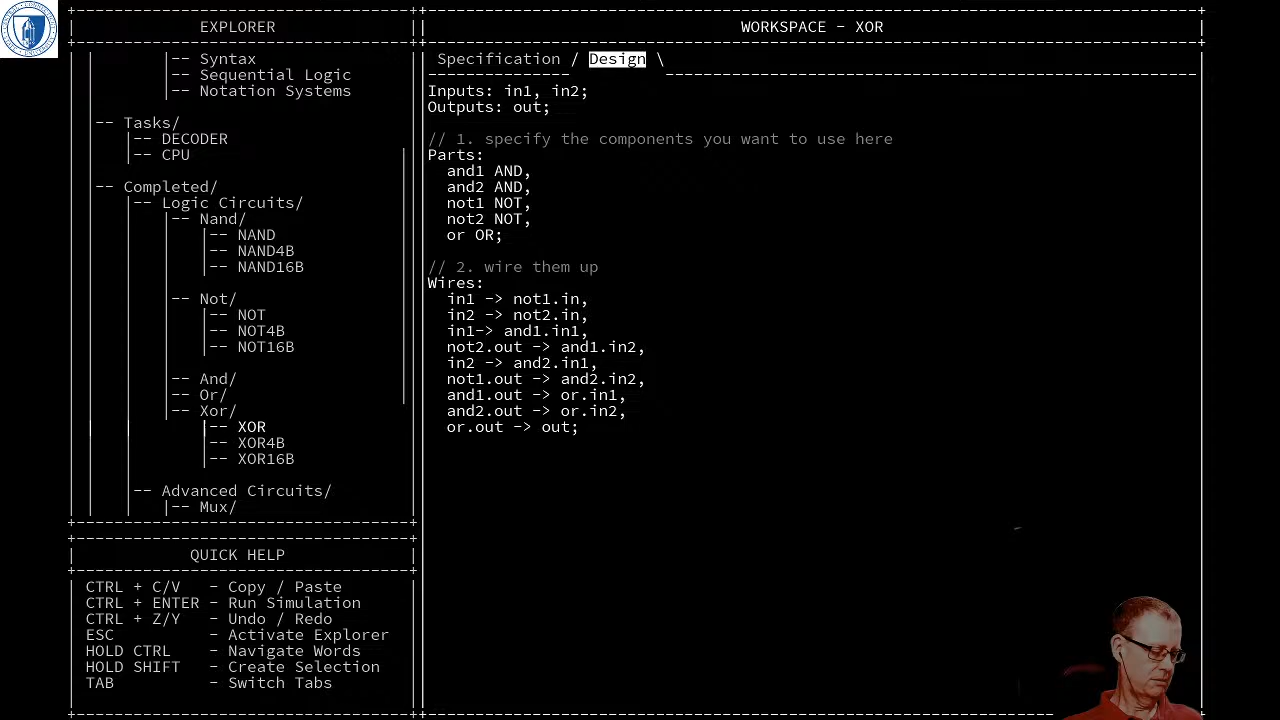 EXPLORER
|-- Syntax
|-- Sequential Logic
|-- Notation Systems
-- Tasks/
|-- DECODER
|-- CPU
-- Completed/
|-- Logic Circuits/
|-- Nand/
|-- NAND
|-- NAND4B
|-- NAND16B
|-- Not/
|-- NOT
|-- NOT4B
|-- NOT16B
|-- And/
|-- Or/
|-- Xor/
|-- XOR
|-- XOR4B
|-- XOR16B
|-- Advanced Circuits/
|-- Mux/
QUICK HELP
CTRL + C/V - Copy / Paste
CTRL + ENTER - Run Simulation
CTRL + Z/Y - Undo / Redo
ESC - Activate Explorer
HOLD CTRL - Navigate Words
HOLD SHIFT - Create Selection
TAB - Switch Tabs
WORKSPACE - XOR
Specification / Design \
Inputs: in1, in2;
Outputs: out;
// 1. specify the components you want to use here
Parts:
and1 AND,
and2 AND,
not1 NOT,
not2 NOT,
or OR;
// 2. wire them up
Wires:
in1 -> not1.in,
in2 -> not2.in,
in1-> and1.in1,
not2.out -> and1.in2,
in2 -> and2.in1,
not1.out -> and2.in2,
and1.out -> or.in1,
and2.out -> or.in2,
or.out -> out;